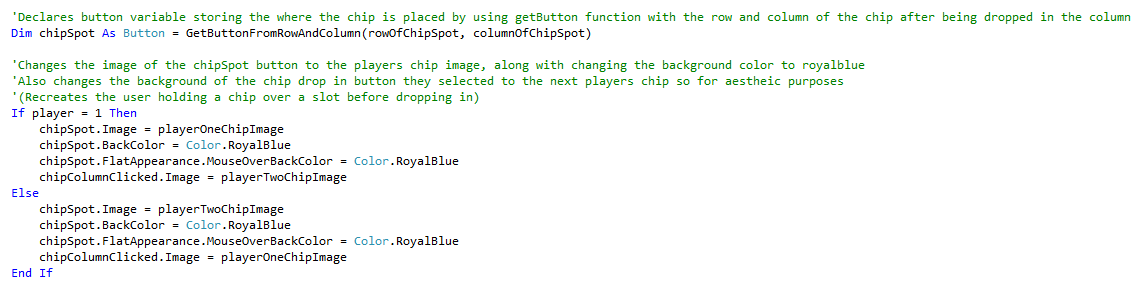 'Declares button variable storing the where the chip is placed by using getButton function with the row and column of the chip after being dropped in the column
Dim chipSpot As Button = GetButtonFromRowAndColumn(rowOfChipSpot, columnOfChipSpot)
'Changes the image of the chipSpot button to the players chip image, along with changing the background color to royalblue
'Also changes the background of the chip drop in button they selected to the next players chip so for aestheic purposes
'(Recreates the user holding a chip over a slot before dropping in)
If player = 1 Then
    chipSpot.Image = playerOneChipImage
    chipSpot.BackColor = Color.RoyalBlue
    chipSpot.FlatAppearance.MouseOverBackColor = Color.RoyalBlue
    chipColumnClicked.Image = playerTwoChipImage
Else
    chipSpot.Image = playerTwoChipImage
    chipSpot.BackColor = Color.RoyalBlue
    chipSpot.FlatAppearance.MouseOverBackColor = Color.RoyalBlue
    chipColumnClicked.Image = playerOneChipImage
End If